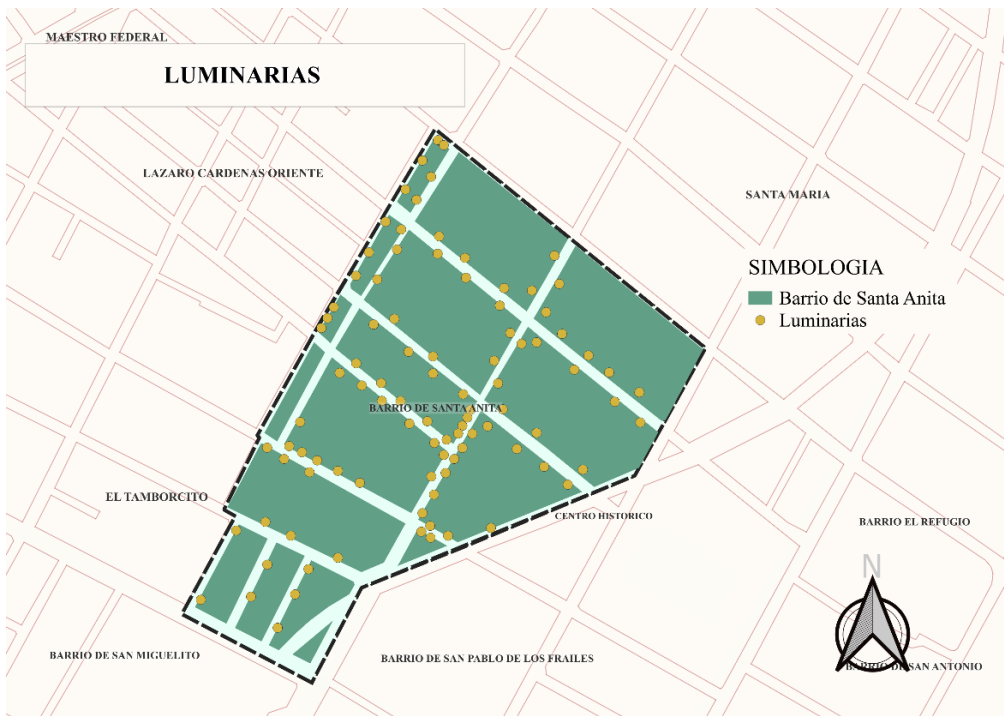 MAESTRO FEDERAL
LUMINARIAS
LAZARO CARDENAS ORIENTE
SANTA MARIA
SIMBOLOGIA
Barrio de Santa Anita
Luminarias
BARRIO DE SANTA ANITA
EL TAMBORCITO
CENTRO HISTORICO
BARRIO EL REFUGIO
N
BARRIO DE SAN MIGUELITO
BARRIO DE SAN PABLO DE LOS FRAILES
BARRIO DE SAN ANTONIO